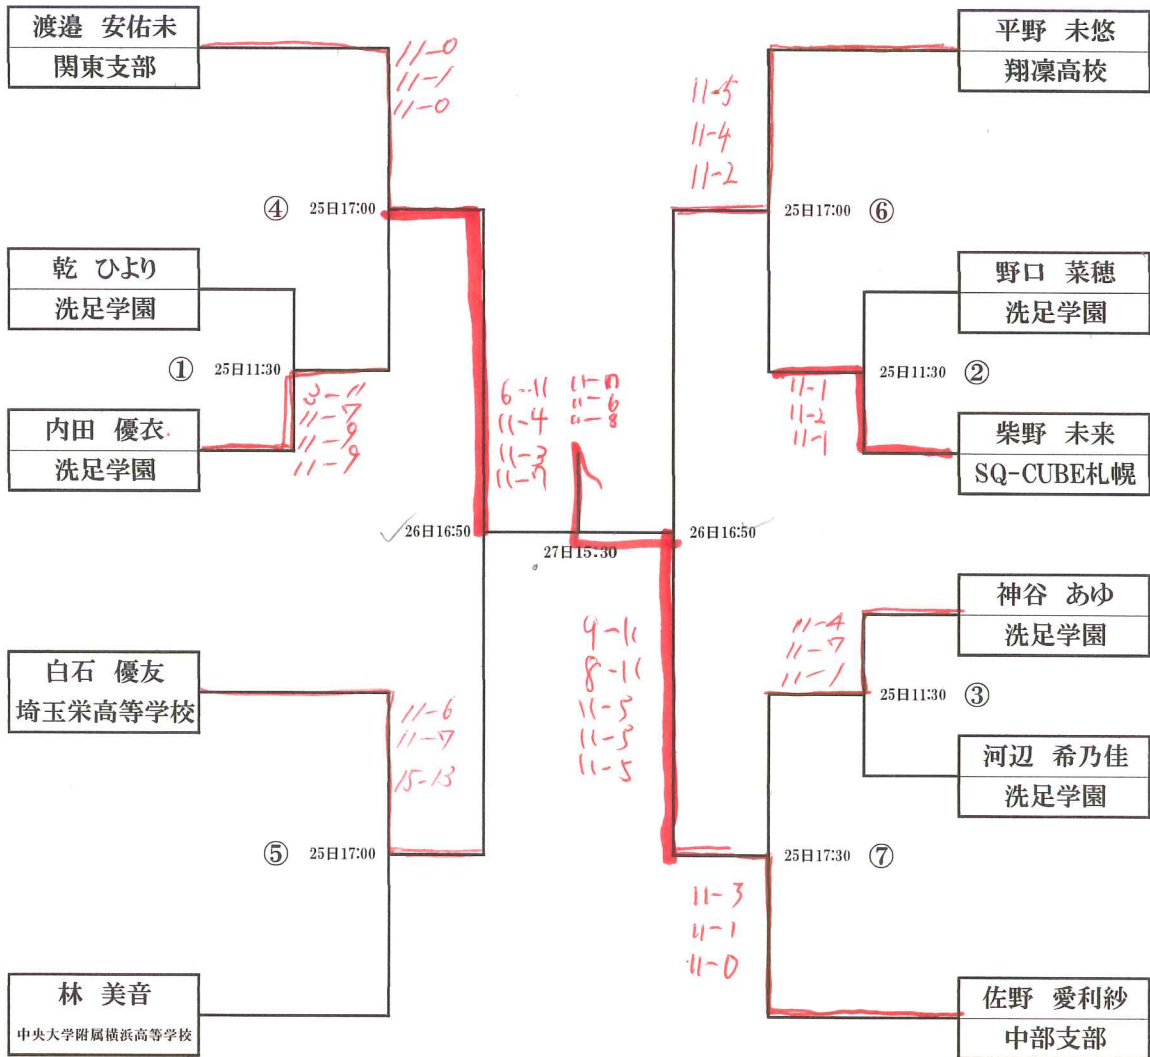 渡邉 安佑未
関東支部
11-0
11-1
11-0
④ 25日17:00
乾 ひより
洗足学園
① 25日11:30
内田 優衣
洗足学園
3-11
11-7
11-9
11-9
6-11
11-4
11-3
11-7
11-6
11-8
26日16:50
27日15:30
26日16:50
白石 優友
埼玉栄高等学校
11-6
11-7
15-13
⑤ 25日17:00
林 美音
中央大学附属横浜高等学校
平野 未悠
翔凜高校
11-5
11-4
11-2
25日17:00 ⑥
野口 菜穂
洗足学園
25日11:30 ②
11-1
11-2
11-1
柴野 未来
SQ-CUBE札幌
神谷 あゆ
洗足学園
11-4
11-7
11-1
25日11:30 ③
河辺 希乃佳
洗足学園
9-11
8-11
11-5
11-5
11-5
25日17:30 ⑦
11-3
11-1
11-0
佐野 愛利紗
中部支部